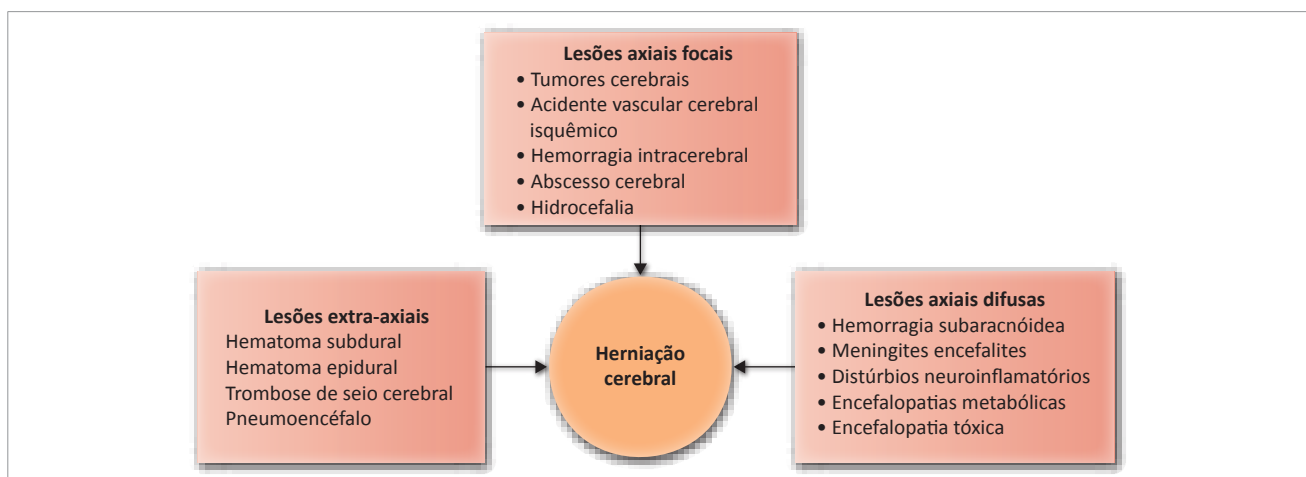 Lesões axiais focais
• Tumores cerebrais
• Acidente vascular cerebral
isquêmico
• Hemorragia intracerebral
• Abscesso cerebral
• Hidrocefalia
Lesões extra-axiais
Hematoma subdural
Hematoma epidural
Trombose de seio cerebral
Pneumoencéfalo
Herniação
cerebral
Lesões axiais difusas
• Hemorragia subaracnóidea
• Meningites encefalites
• Distúrbios neuroinflamatórios
• Encefalopatias metabólicas
• Encefalopatia tóxica